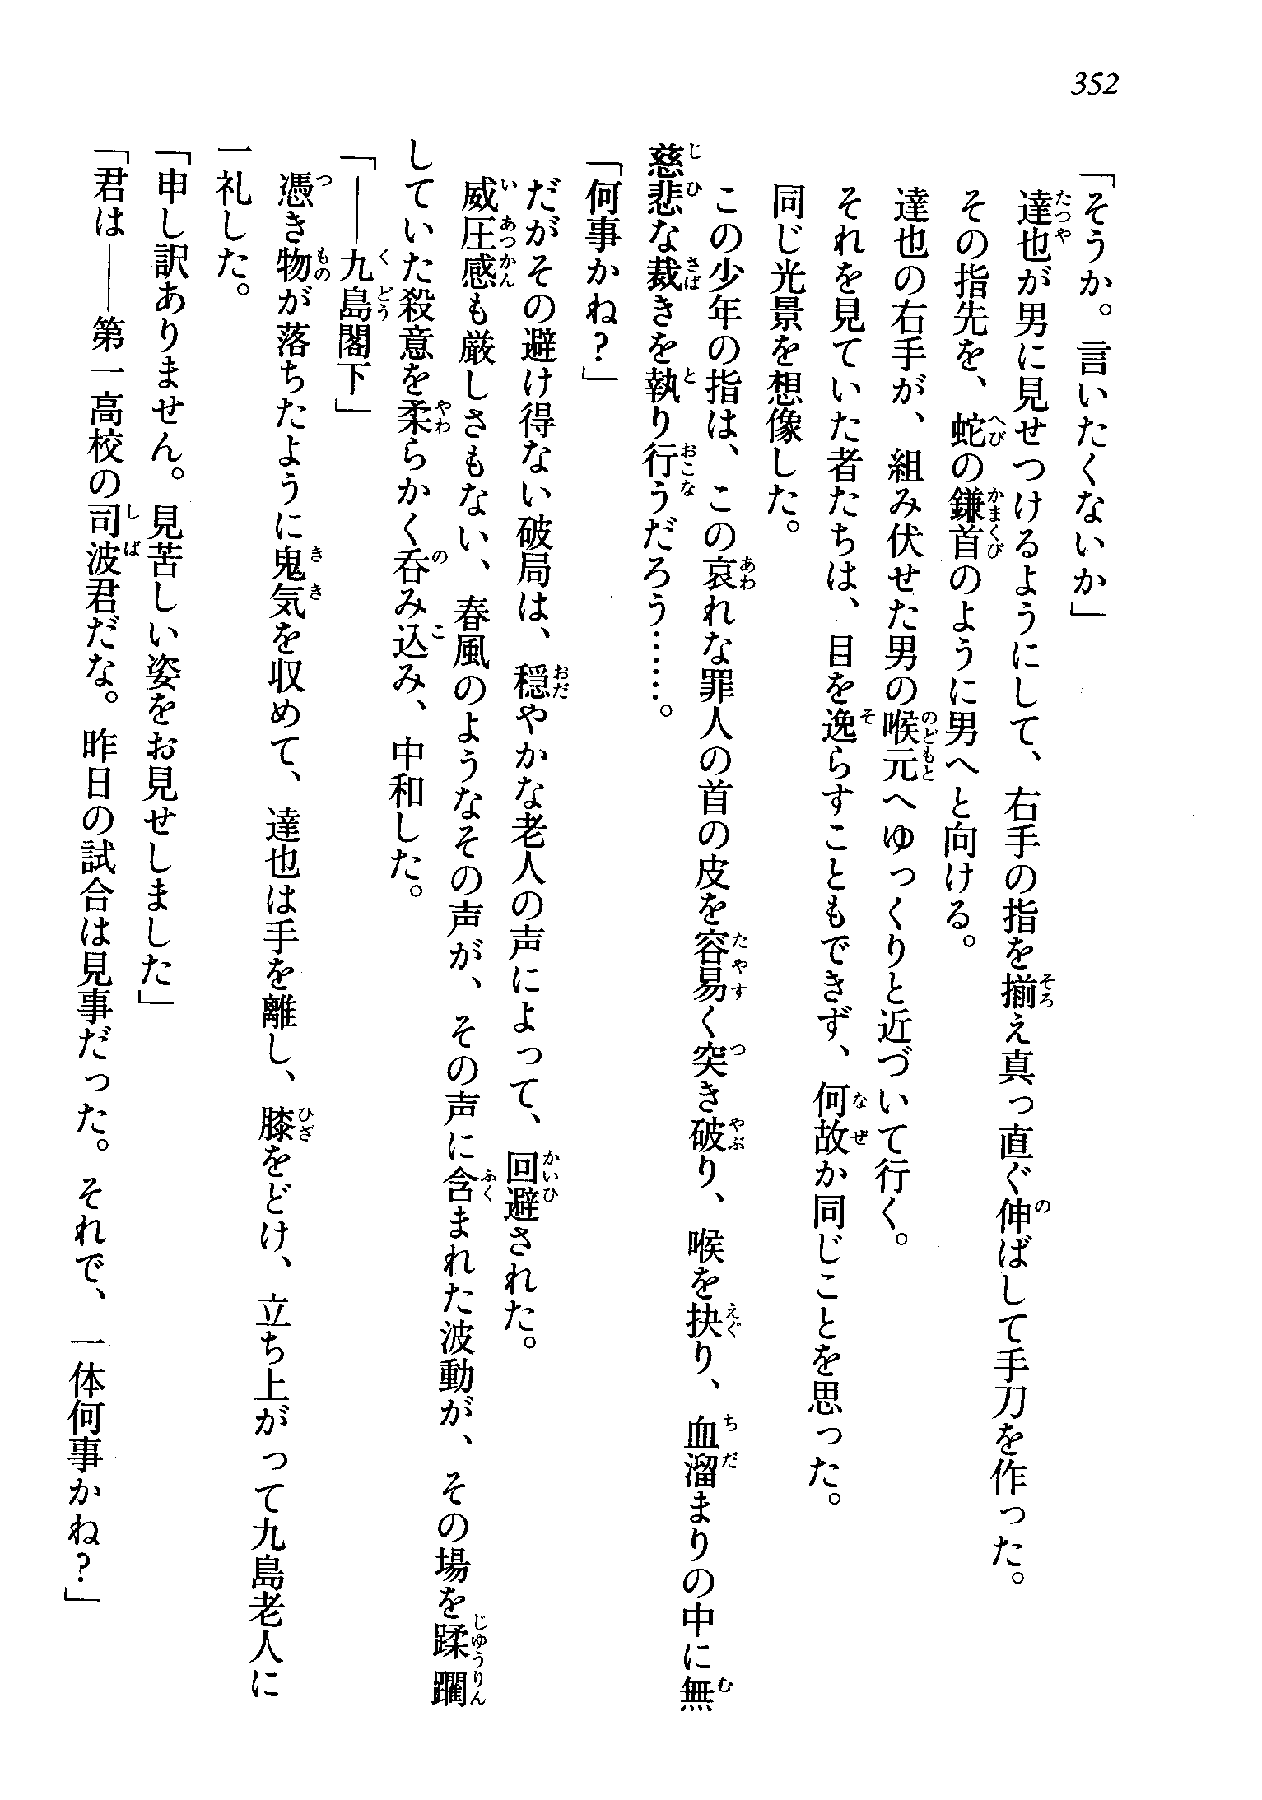 352
「そうか。言いたくないか」
達也が男に見せつけるようにして、右手の指を揃え真っ直ぐ伸ばして手刀を作った。
その指先を、蛇の鎌首のように男へと向ける。
達也の右手が、組み伏せた男の喉元へゆっくりと近づいて行く。
それを見ていた者たちは、目を逸らすこともできず、何故か同じことを思った。
同じ光景を想像した。
この少年の指は、この哀れな罪人の首の皮を容易く突き破り、喉を抉り、血溜まりの中に無
慈悲な裁きを執り行うだろう……。
「何事かね？」
だがその避け得ない破局は、穏やかな老人の声によって、回避された。
威圧感も厳しさもない、春風のようなその声が、その声に含まれた波動が、その場を蹂躙
していた殺意を柔らかく呑み込み、中和した。
「――九島閣下」
憑き物が落ちたように鬼気を収めて、達也は手を離し、膝をどけ、立ち上がって九島老人に
一礼した。
「申し訳ありません。見苦しい姿をお見せしました」
「君は――第一高校の司波君だな。昨日の試合は見事だった。それで、一体何事かね？」